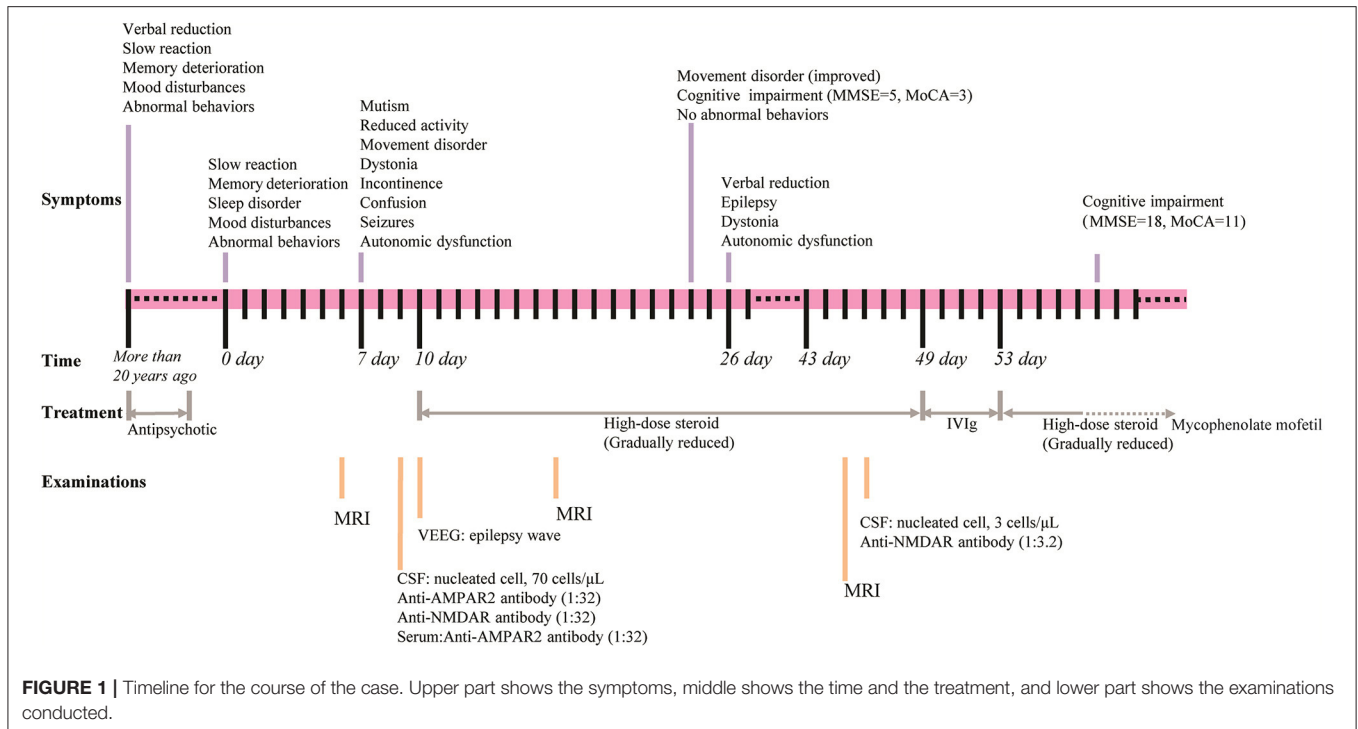 Verbal reduction
Slow reaction
Memory deterioration
Mood disturbances
Abnormal behaviors
Slow reaction
Memory deterioration
Sleep disorder
Mood disturbances
Abnormal behaviors
Mutism
Reduced activity
Movement disorder
Dystonia
Incontinence
Confusion
Seizures
Autonomic dysfunction
Movement disorder (improved)
Cognitive impairment (MMSE=5, MoCA=3)
No abnormal behaviors
Verbal reduction
Epilepsy
Dystonia
Autonomic dysfunction
Cognitive impairment
(MMSE=18, MoCA=11)
Symptoms
Time
More than
20 years ago
0 day
7 day
10 day
26 day
43 day
49 day
53 day
Treatment
Antipsychotic
High-dose steroid
(Gradually reduced)
IVIg
High-dose steroid
(Gradually reduced)
Mycophenolate mofetil
Examinations
MRI
VEEG: epilepsy wave
CSF: nucleated cell, 70 cells/μL
Anti-AMPAR2 antibody (1:32)
Anti-NMDAR antibody (1:32)
Serum:Anti-AMPAR2 antibody (1:32)
MRI
MRI
CSF: nucleated cell, 3 cells/μL
Anti-NMDAR antibody (1:3.2)
FIGURE 1 | Timeline for the course of the case. Upper part shows the symptoms, middle shows the time and the treatment, and lower part shows the examinations
conducted.